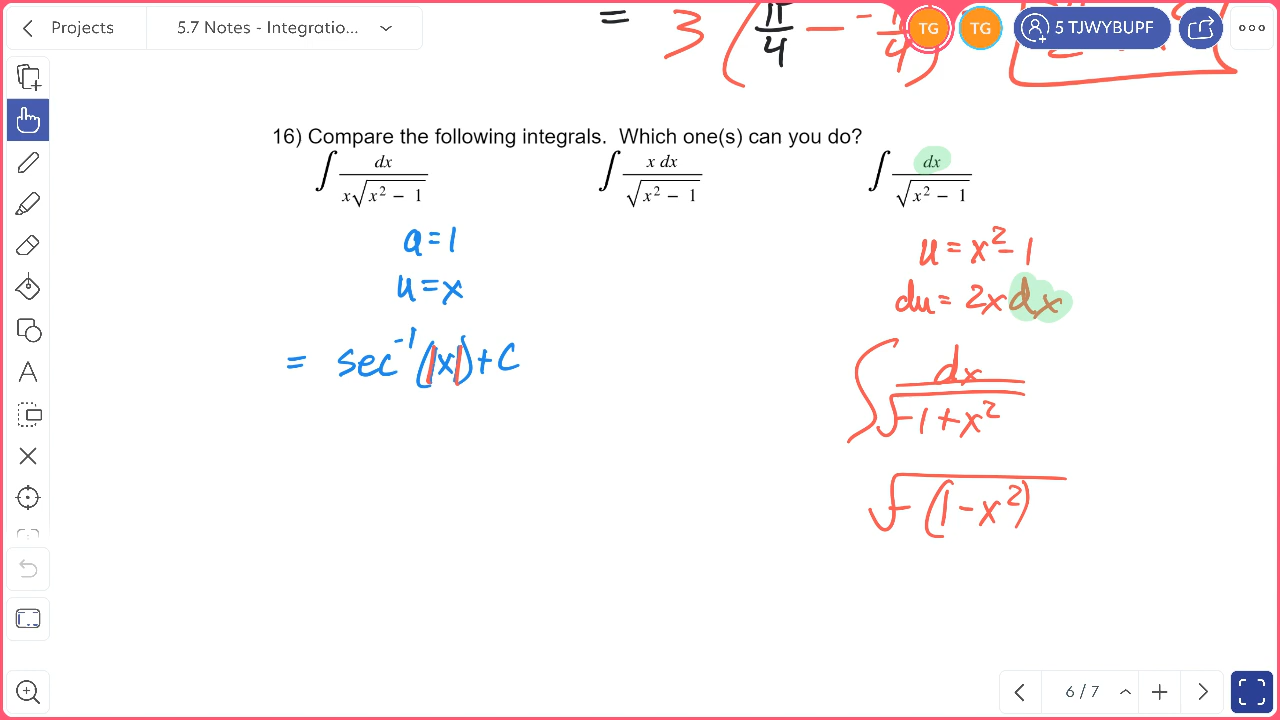 Projects
5.7 Notes - Integratio...
TG
TG
5 TJWYBUPF
= 3 ( π/4 −
16) Compare the following integrals. Which one(s) can you do?
∫ dx / x√(x² − 1)
∫ x dx / √(x² − 1)
∫ dx / √(x² − 1)
a = 1
u = x
= sec⁻¹(|x|) + C
u = x² − 1
du = 2x dx
∫ dx / √(−1 + x²)
√−(1 − x²)
A
6 / 7